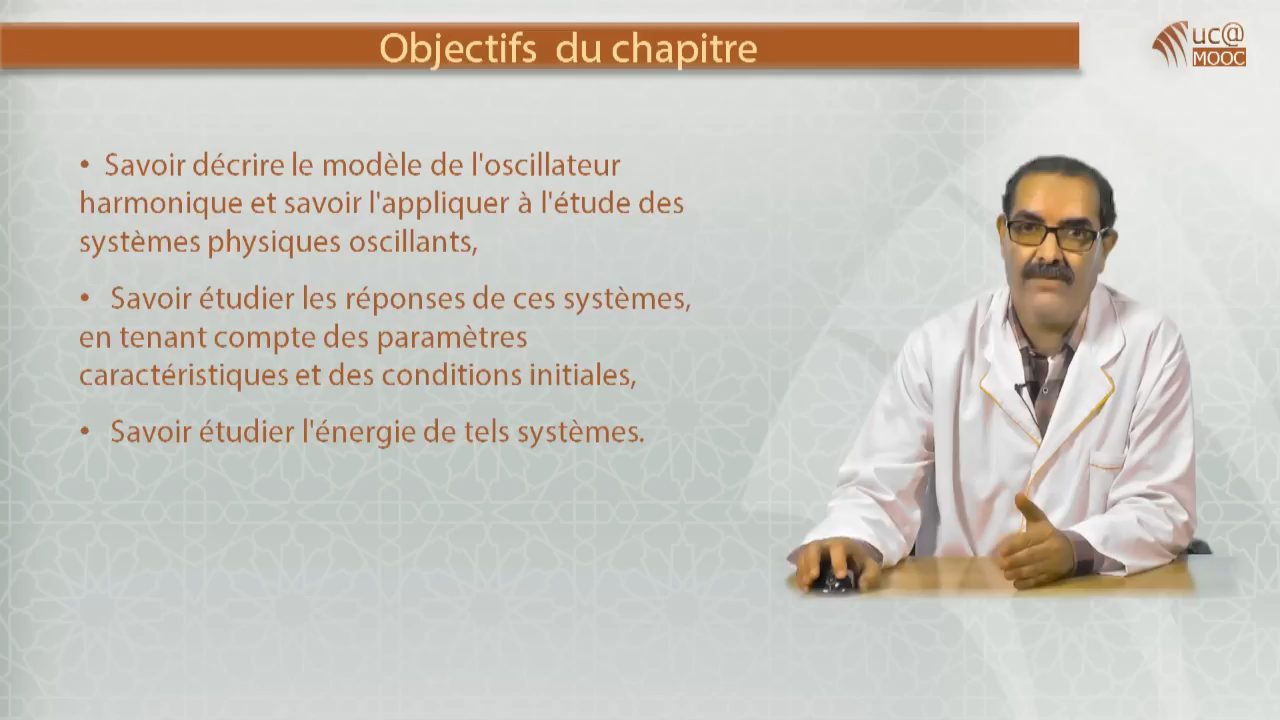 Objectifs du chapitre
uc@
MOOC
• Savoir décrire le modèle de l'oscillateur
harmonique et savoir l'appliquer à l'étude des
systèmes physiques oscillants,
• Savoir étudier les réponses de ces systèmes,
en tenant compte des paramètres
caractéristiques et des conditions initiales,
• Savoir étudier l'énergie de tels systèmes.